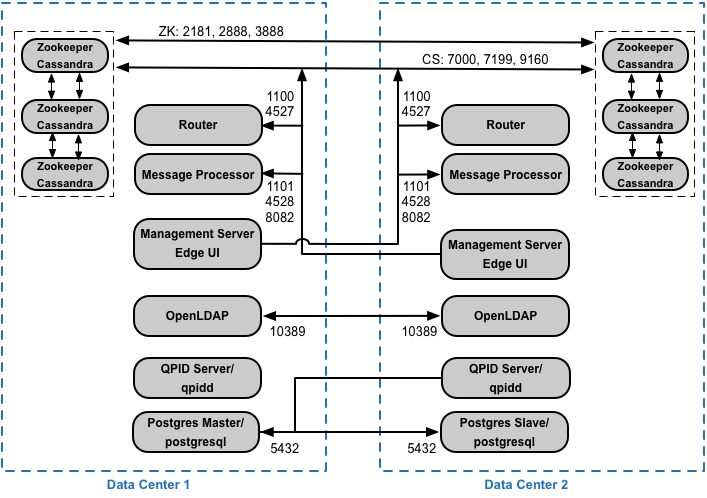 ZK: 2181, 2888, 3888
CS: 7000, 7199, 9160
Zookeeper
Cassandra
Zookeeper
Cassandra
Zookeeper
Cassandra
Zookeeper
Cassandra
Zookeeper
Cassandra
Zookeeper
Cassandra
1100
4527
1100
4527
Router
Router
Message Processor
Message Processor
1101
4528
8082
1101
4528
8082
Management Server
Edge UI
Management Server
Edge UI
OpenLDAP
OpenLDAP
10389
10389
QPID Server/
qpidd
QPID Server/
qpidd
Postgres Master/
postgresql
Postgres Slave/
postgresql
5432
5432
Data Center 1
Data Center 2